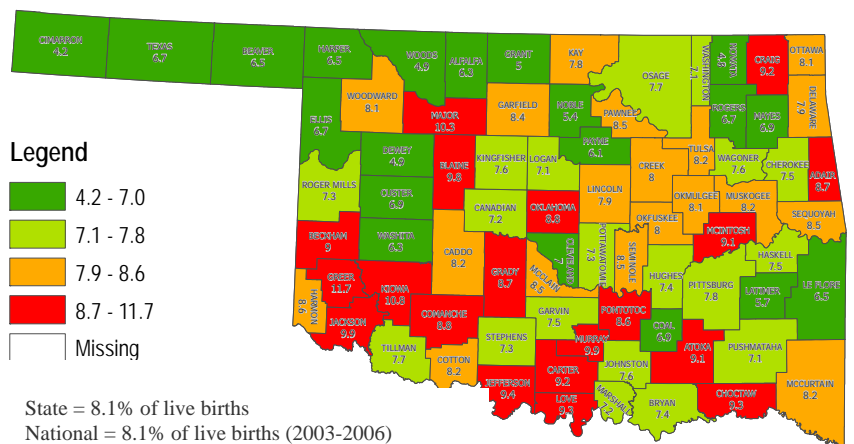 CIMARRON
4.1
TEXAS
6.7
BEAVER
6.3
HARPER
6.5
WOODS
4.9
ALFALFA
6.3
GRANT
5
KAY
7.8
OSAGE
7.7
WASHINGTON
7.1
NOWATA
4.8
CRAIG
9.2
OTTAWA
8.1
DELAWARE
7.9
WOODWARD
8.1
MAJOR
10.3
GARFIELD
8.4
NOBLE
5.4
PAWNEE
8.5
ROGERS
6.7
MAYES
6.9
ELLIS
6.7
DEWEY
4.9
BLAINE
9.8
KINGFISHER
7.6
LOGAN
7.1
PAYNE
6.1
CREEK
8
TULSA
8.2
WAGONER
7.6
CHEROKEE
7.5
ADAIR
8.7
Legend
4.2 - 7.0
7.1 - 7.8
7.9 - 8.6
8.7 - 11.7
Missing
ROGER MILLS
7.3
CUSTER
6.9
CANADIAN
7.2
OKLAHOMA
8.8
LINCOLN
7.9
OKMULGEE
8.1
MUSKOGEE
8.2
SEQUOYAH
8.5
OKFUSKEE
8
MCINTOSH
9.1
BECKHAM
9
WASHITA
6.3
CADDO
8.2
GRADY
8.7
CLEVELAND
7
MCCLAIN
8.5
POTTAWATOMIE
7.3
SEMINOLE
8.5
HUGHES
7.4
PITTSBURG
7.8
HASKELL
7.5
LATIMER
5.7
LE FLORE
6.5
GREER
11.7
KIOWA
10.8
HARMON
8.6
JACKSON
9.9
COMANCHE
8.8
STEPHENS
7.3
GARVIN
7.5
MURRAY
9.9
PONTOTOC
8.6
COAL
6.9
ATOKA
9.1
PUSHMATAHA
7.1
TILLMAN
7.7
COTTON
8.2
JEFFERSON
9.4
CARTER
9.2
LOVE
9.3
JOHNSTON
7.6
MARSHALL
7.2
BRYAN
7.4
CHOCTAW
9.3
MCCURTAIN
8.2
State = 8.1% of live births
National = 8.1% of live births (2003-2006)